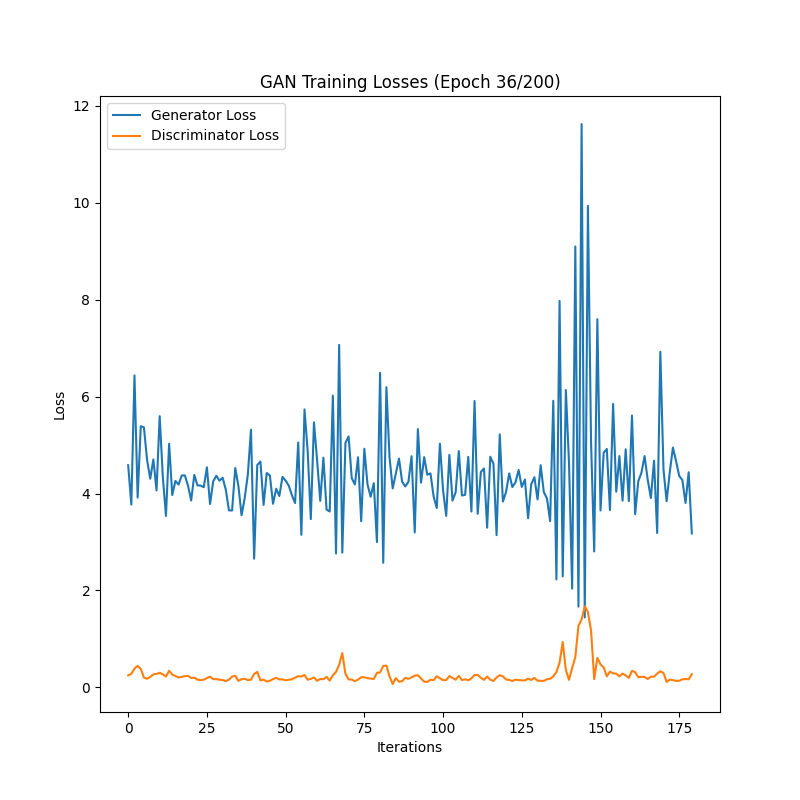 GAN Training Losses (Epoch 36/200)
Generator Loss
Discriminator Loss
12
10
8
6
4
2
0
Loss
0 25 50 75 100 125 150 175
Iterations